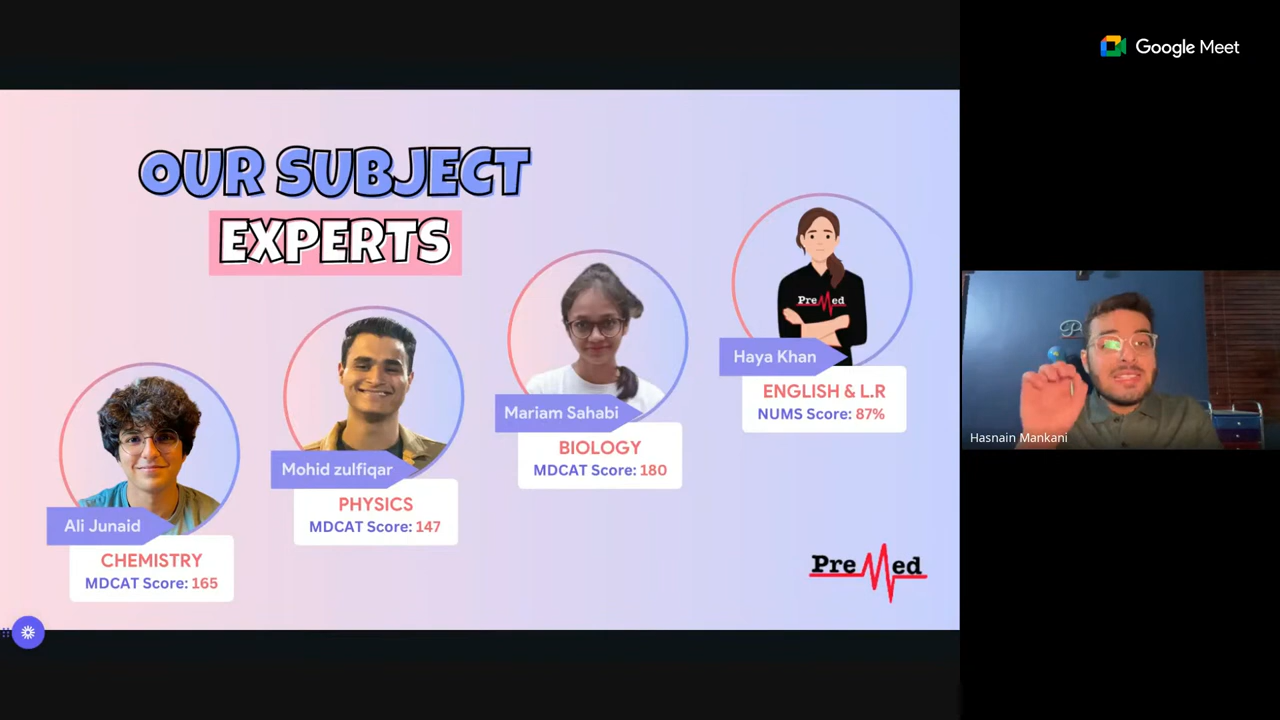 Google Meet
OUR SUBJECT
EXPERTS
PreMed
Haya Khan
ENGLISH & L.R
NUMS Score: 87%
Mariam Sahabi
BIOLOGY
MDCAT Score: 180
Mohid zulfiqar
PHYSICS
MDCAT Score: 147
Ali Junaid
CHEMISTRY
MDCAT Score: 165
PreMed
Hasnain Mankani